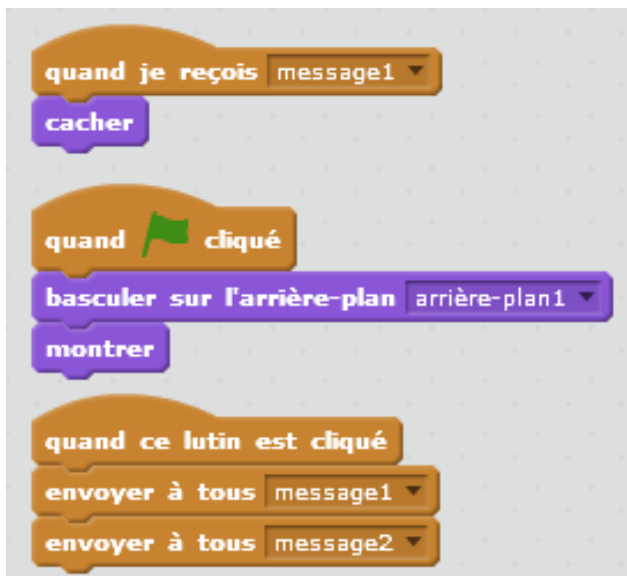 quand je reçois message1
cacher
quand cliqué
basculer sur l'arrière-plan arrière-plan1
montrer
quand ce lutin est cliqué
envoyer à tous message1
envoyer à tous message2